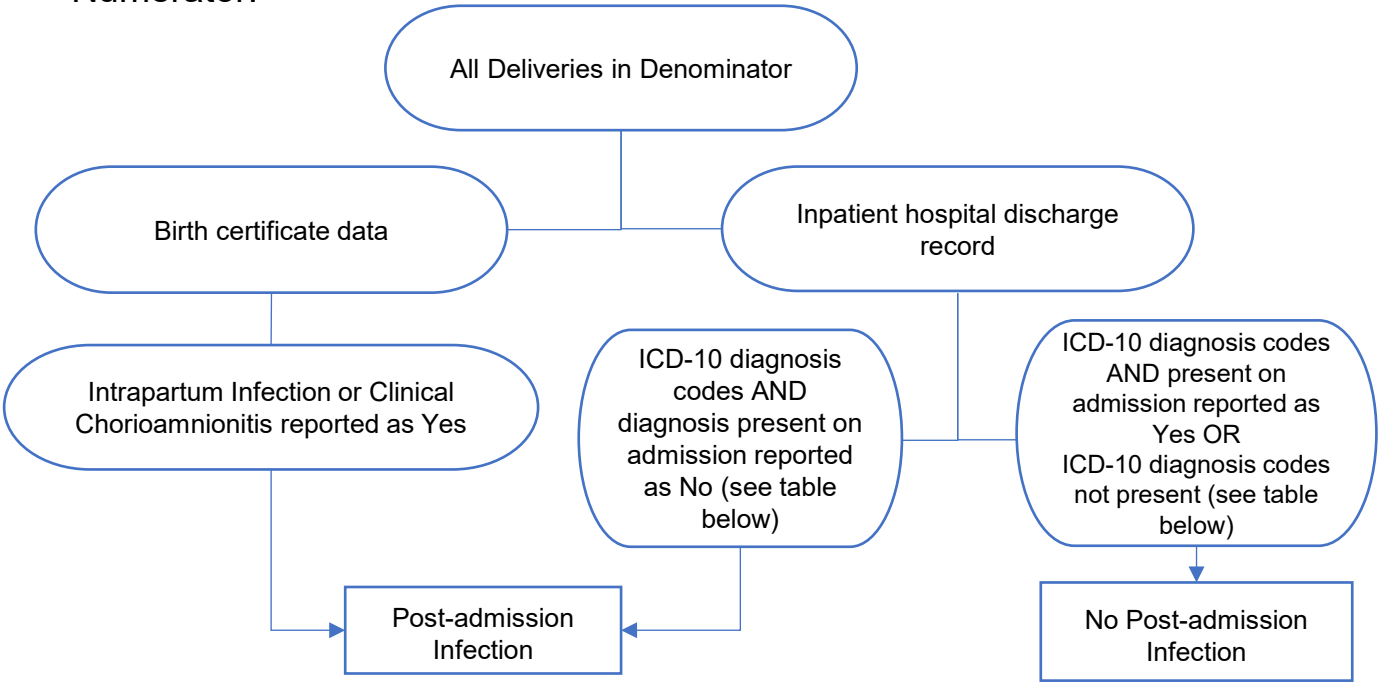 All Deliveries in Denominator
Birth certificate data
Inpatient hospital discharge
record
Intrapartum Infection or Clinical
Chorioamnionitis reported as Yes
ICD-10 diagnosis
codes AND
diagnosis present on
admission reported
as No (see table
below)
ICD-10 diagnosis codes
AND present on
admission reported as
Yes OR
ICD-10 diagnosis codes
not present (see table
below)
Post-admission
Infection
No Post-admission
Infection